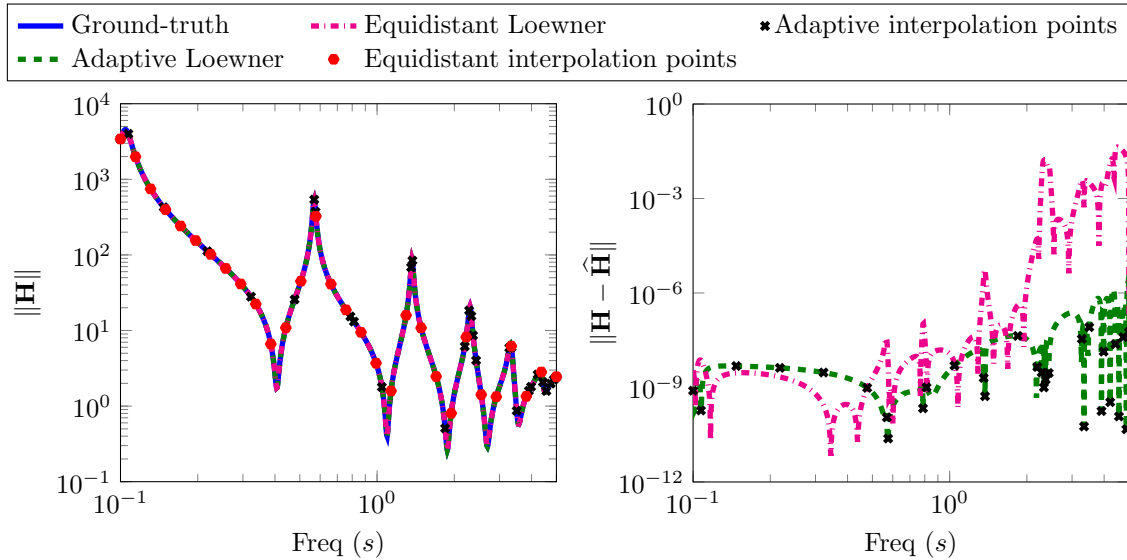 Ground-truth Equidistant Loewner Adaptive interpolation points
Adaptive Loewner Equidistant interpolation points
10^4
10^3
10^2
10^1
10^0
10^−1
10^−1 10^0
Freq (s)
‖H‖
10^0
10^−3
10^−6
10^−9
10^−12
10^−1 10^0
Freq (s)
‖H − Ĥ‖